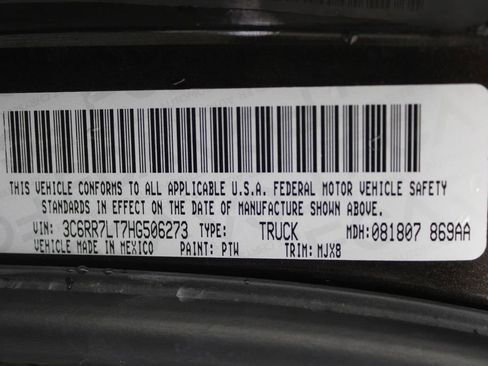 THIS VEHICLE CONFORMS TO ALL APPLICABLE U.S.A. FEDERAL MOTOR VEHICLE SAFETY
STANDARDS IN EFFECT ON THE DATE OF MANUFACTURE SHOWN ABOVE.
VIN: 3C6RR7LT7HG506273 TYPE: TRUCK MDH: 081807 869AA
VEHICLE MADE IN MEXICO PAINT: PTW TRIM: MJX8